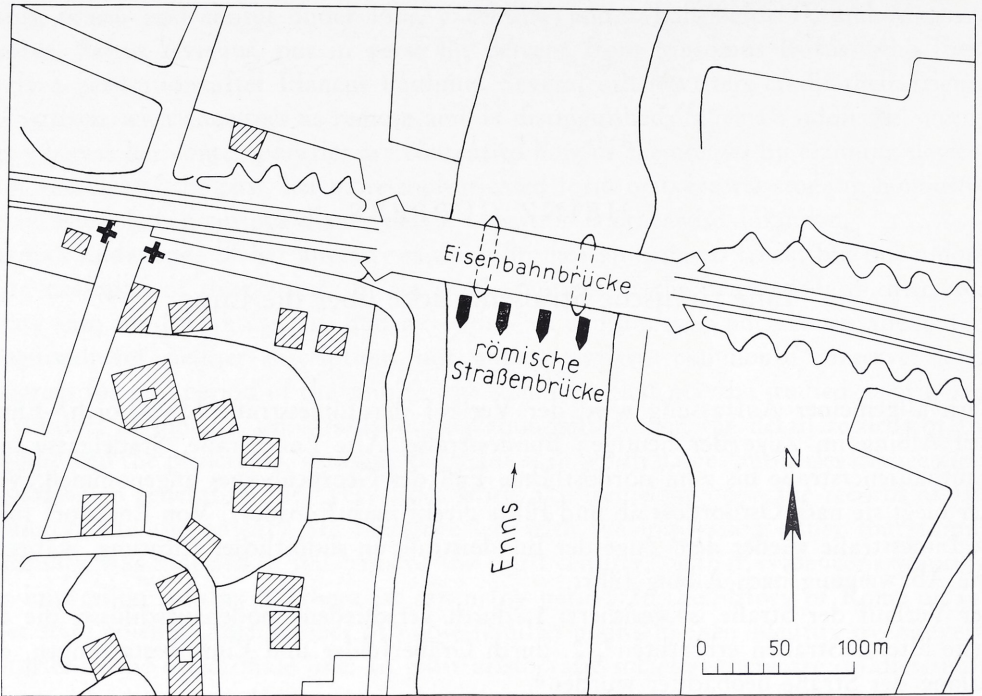 Eisenbahnbrücke
römische
Straßenbrücke
Enns
N
0 50 100m